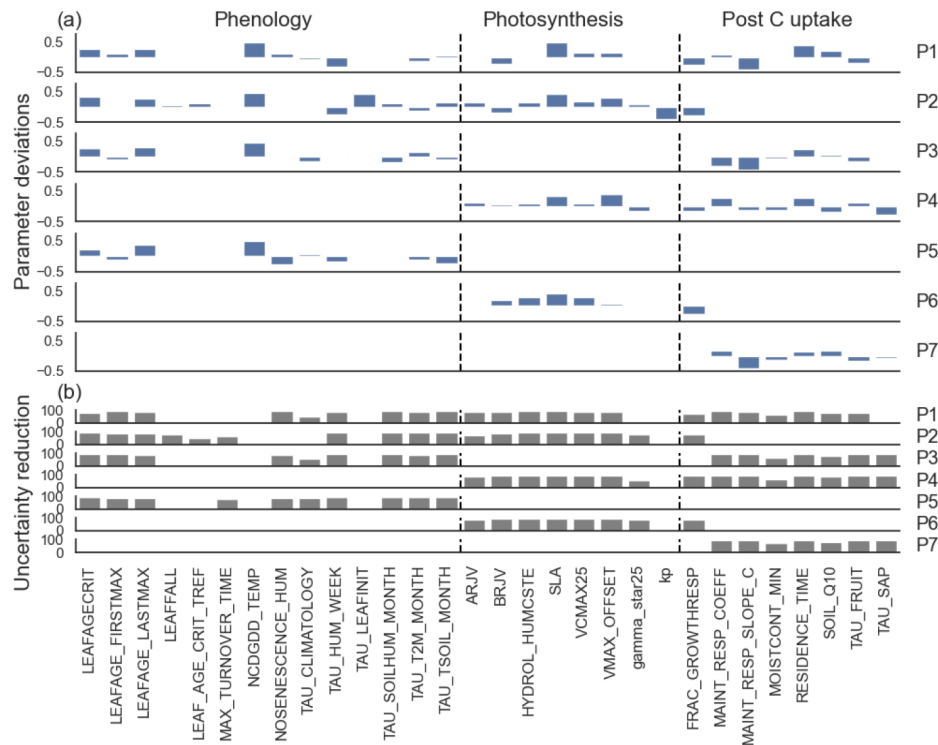 (a) Phenology Photosynthesis Post C uptake
0.5
−0.5
P1
0.5
−0.5
P2
0.5
−0.5
P3
0.5
−0.5
P4
0.5
−0.5
P5
0.5
−0.5
P6
0.5
−0.5
P7
Parameter deviations
(b)
100
0
P1
100
0
P2
100
0
P3
100
0
P4
100
0
P5
100
0
P6
100
0
P7
Uncertainty reduction
LEAFAGECRIT
LEAFAGE_FIRSTMAX
LEAFAGE_LASTMAX
LEAFFALL
LEAF_AGE_CRIT_TREF
MAX_TURNOVER_TIME
NCDGDD_TEMP
NOSENESCENCE_HUM
TAU_CLIMATOLOGY
TAU_HUM_WEEK
TAU_LEAFINIT
TAU_SOILHUM_MONTH
TAU_T2M_MONTH
TAU_TSOIL_MONTH
ARJV
BRJV
HYDROL_HUMCSTE
SLA
VCMAX25
VMAX_OFFSET
gamma_star25
kp
FRAC_GROWTHRESP
MAINT_RESP_COEFF
MAINT_RESP_SLOPE_C
MOISTCONT_MIN
RESIDENCE_TIME
SOIL_Q10
TAU_FRUIT
TAU_SAP